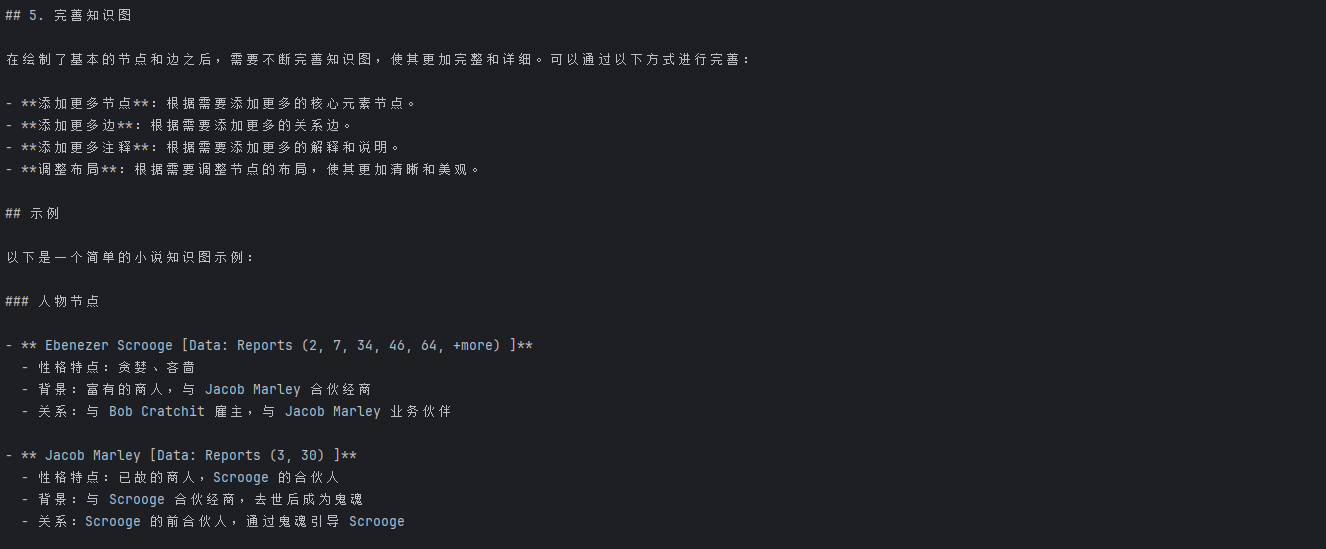 ## 5. 完善知识图
在绘制了基本的节点和边之后，需要不断完善知识图，使其更加完整和详细。可以通过以下方式进行完善：
- **添加更多节点**：根据需要添加更多的核心元素节点。
- **添加更多边**：根据需要添加更多的关系边。
- **添加更多注释**：根据需要添加更多的解释和说明。
- **调整布局**：根据需要调整节点的布局，使其更加清晰和美观。
## 示例
以下是一个简单的小说知识图示例：
### 人物节点
- ** Ebenezer Scrooge [Data: Reports (2, 7, 34, 46, 64, +more) ]**
- 性格特点：贪婪、吝啬
- 背景：富有的商人，与 Jacob Marley 合伙经商
- 关系：与 Bob Cratchit 雇主，与 Jacob Marley 业务伙伴
- ** Jacob Marley [Data: Reports (3, 30) ]**
- 性格特点：已故的商人，Scrooge 的合伙人
- 背景：与 Scrooge 合伙经商，去世后成为鬼魂
- 关系：Scrooge 的前合伙人，通过鬼魂引导 Scrooge